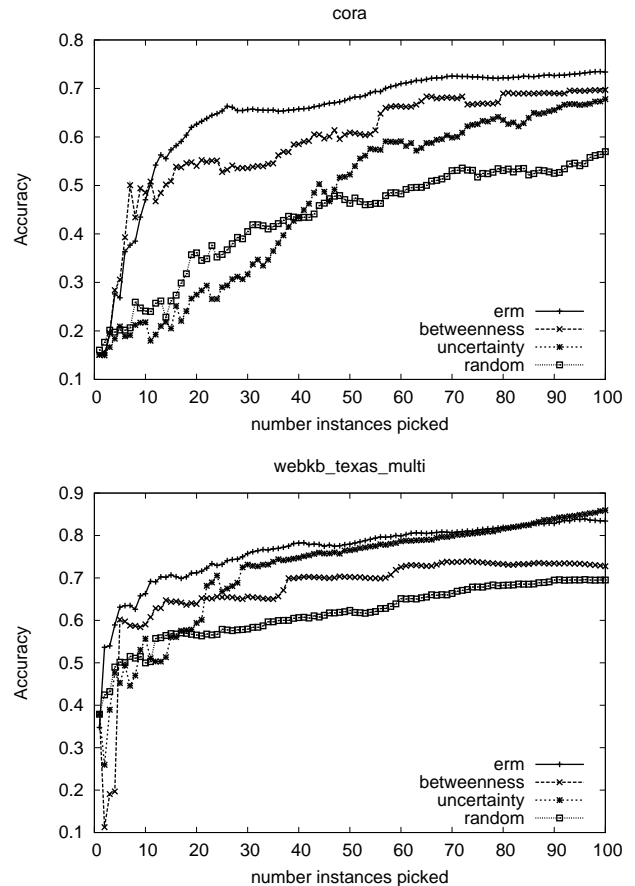 cora
0.8
0.7
0.6
0.5
0.4
0.3
0.2
0.1
Accuracy
erm
betweenness
uncertainty
random
0 10 20 30 40 50 60 70 80 90 100
number instances picked
webkb_texas_multi
0.9
0.8
0.7
0.6
0.5
0.4
0.3
0.2
0.1
Accuracy
erm
betweenness
uncertainty
random
0 10 20 30 40 50 60 70 80 90 100
number instances picked